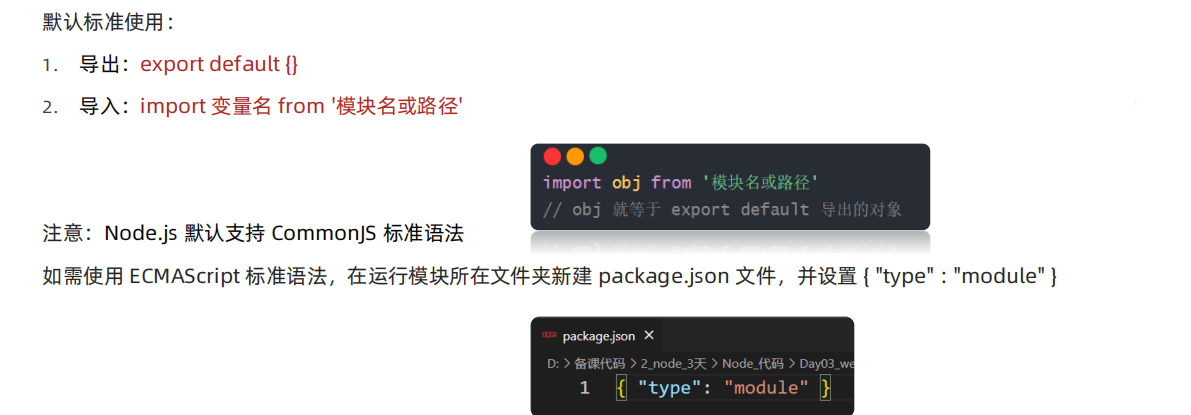 默认标准使用：
1. 导出：export default {}
2. 导入：import 变量名 from '模块名或路径'
import obj from '模块名或路径'
// obj 就等于 export default 导出的对象
注意：Node.js 默认支持 CommonJS 标准语法
如需使用 ECMAScript 标准语法，在运行模块所在文件夹新建 package.json 文件，并设置 { "type" : "module" }
package.json ×
D: > 备课代码 > 2_node_3天 > Node_代码 > Day03_we
1 { "type": "module" }